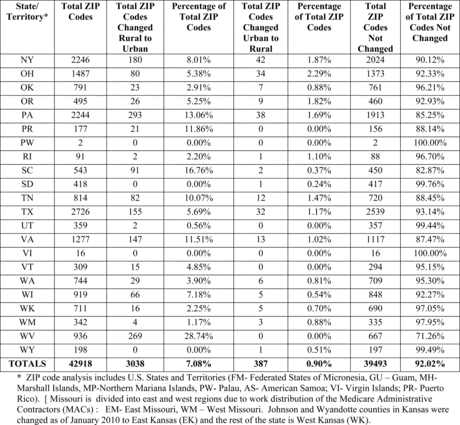 State/ Territory* Total ZIP Codes Total ZIP Codes Changed Rural to Urban Percentage of Total ZIP Codes Total ZIP Codes Changed Urban to Rural Percentage of Total ZIP Codes Total ZIP Codes Not Changed Percentage of Total ZIP Codes Not Changed
NY 2246 180 8.01% 42 1.87% 2024 90.12%
OH 1487 80 5.38% 34 2.29% 1373 92.33%
OK 791 23 2.91% 7 0.88% 761 96.21%
OR 495 26 5.25% 9 1.82% 460 92.93%
PA 2244 293 13.06% 38 1.69% 1913 85.25%
PR 177 21 11.86% 0 0.00% 156 88.14%
PW 2 0 0.00% 0 0.00% 2 100.00%
RI 91 2 2.20% 1 1.10% 88 96.70%
SC 543 91 16.76% 2 0.37% 450 82.87%
SD 418 0 0.00% 1 0.24% 417 99.76%
TN 814 82 10.07% 12 1.47% 720 88.45%
TX 2726 155 5.69% 32 1.17% 2539 93.14%
UT 359 2 0.56% 0 0.00% 357 99.44%
VA 1277 147 11.51% 13 1.02% 1117 87.47%
VI 16 0 0.00% 0 0.00% 16 100.00%
VT 309 15 4.85% 0 0.00% 294 95.15%
WA 744 29 3.90% 6 0.81% 709 95.30%
WI 919 66 7.18% 5 0.54% 848 92.27%
WK 711 16 2.25% 5 0.70% 690 97.05%
WM 342 4 1.17% 3 0.88% 335 97.95%
WV 936 269 28.74% 0 0.00% 667 71.26%
WY 198 0 0.00% 1 0.51% 197 99.49%
TOTALS 42918 3038 7.08% 387 0.90% 39493 92.02%
* ZIP code analysis includes U.S. States and Territories (FM- Federated States of Micronesia, GU – Guam, MH-
Marshall Islands, MP-Northern Mariana Islands, PW- Palau, AS- American Samoa; VI- Virgin Islands; PR- Puerto
Rico). [ Missouri is divided into east and west regions due to work distribution of the Medicare Administrative
Contractors (MACs) : EM- East Missouri, WM – West Missouri. Johnson and Wyandotte counties in Kansas were
changed as of January 2010 to East Kansas (EK) and the rest of the state is West Kansas (WK).